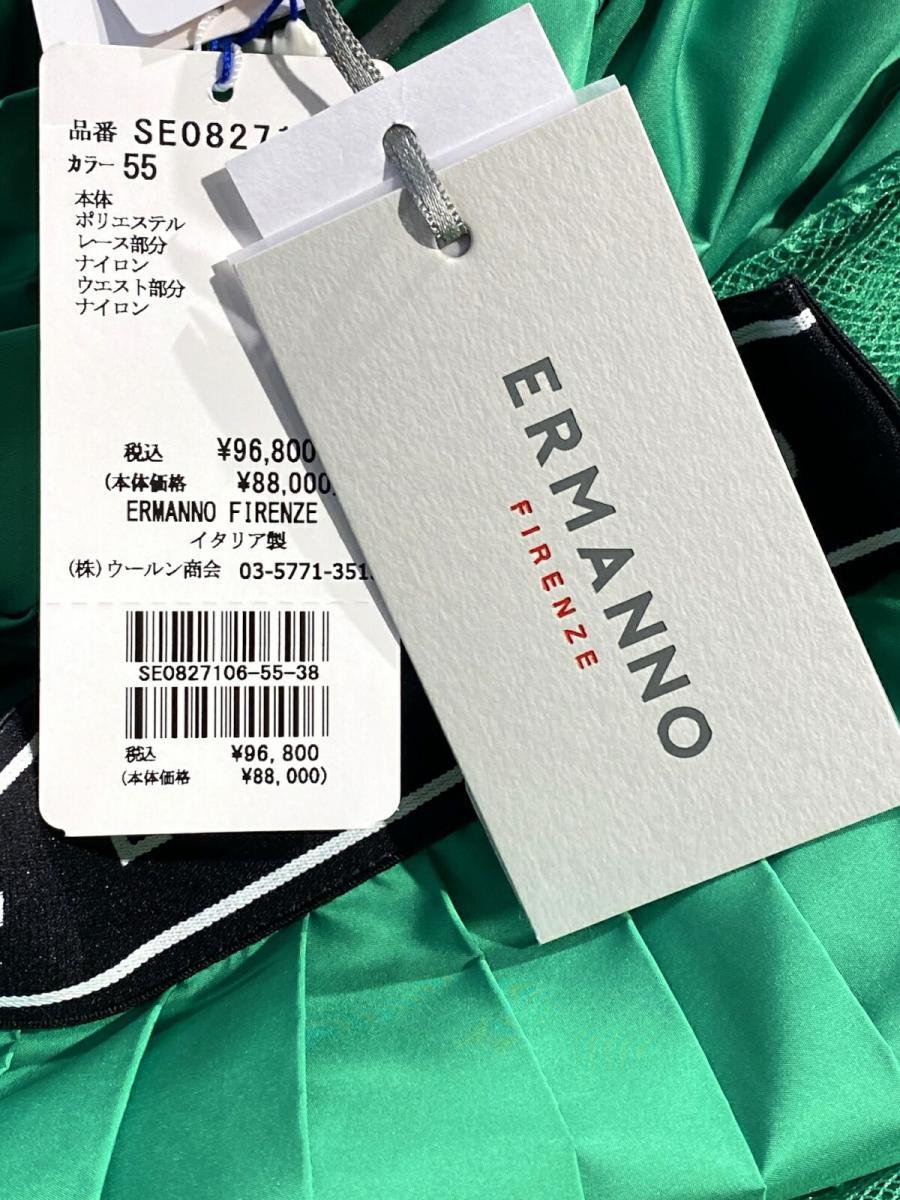 品番 SE08271
カラー 55
本体
ポリエステル
レース部分
ナイロン
ウエスト部分
ナイロン
税込 ¥96,800
(本体価格 ¥88,000
ERMANNO FIRENZE
イタリア製
(株)ウールン商会 03-5771-351
SE0827106-55-38
税込 ¥96,800
(本体価格 ¥88,000)
ERMANNO
FIRENZE